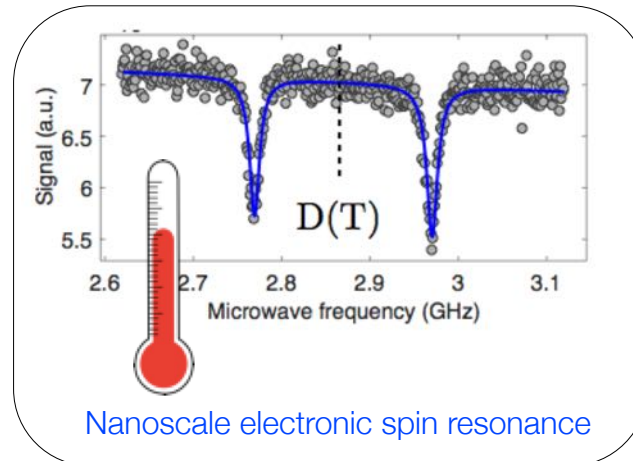 7
6.5
6
5.5
Signal (a.u.)
D(T)
2.6 2.7 2.8 2.9 3 3.1
Microwave frequency (GHz)
Nanoscale electronic spin resonance